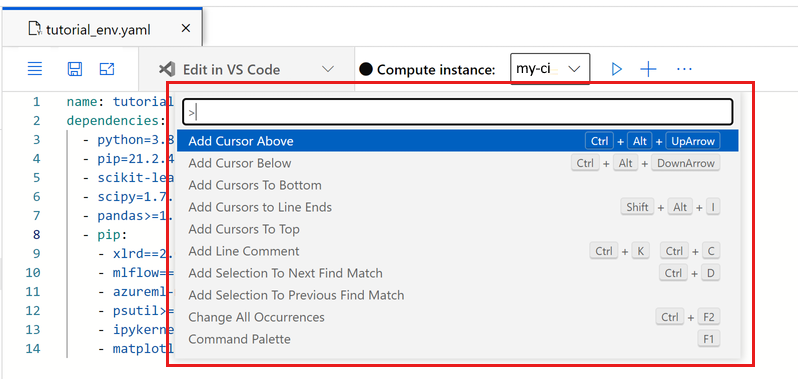 tutorial_env.yaml
Edit in VS Code Compute instance: my-ci
1 name: tutorial
2 dependencies:
3 - python=3.8
4 - pip=21.2.4
5 - scikit-lea
6 - scipy=1.7.
7 - pandas>=1.
8 - pip:
9 - xlrd==2.
10 - mlflow==
11 - azureml-
12 - psutil>=
13 - ipykerne
14 - matplotl
>
Add Cursor Above Ctrl + Alt + UpArrow
Add Cursor Below Ctrl + Alt + DownArrow
Add Cursors To Bottom
Add Cursors to Line Ends Shift + Alt + I
Add Cursors To Top
Add Line Comment Ctrl + K Ctrl + C
Add Selection To Next Find Match Ctrl + D
Add Selection To Previous Find Match
Change All Occurrences Ctrl + F2
Command Palette F1